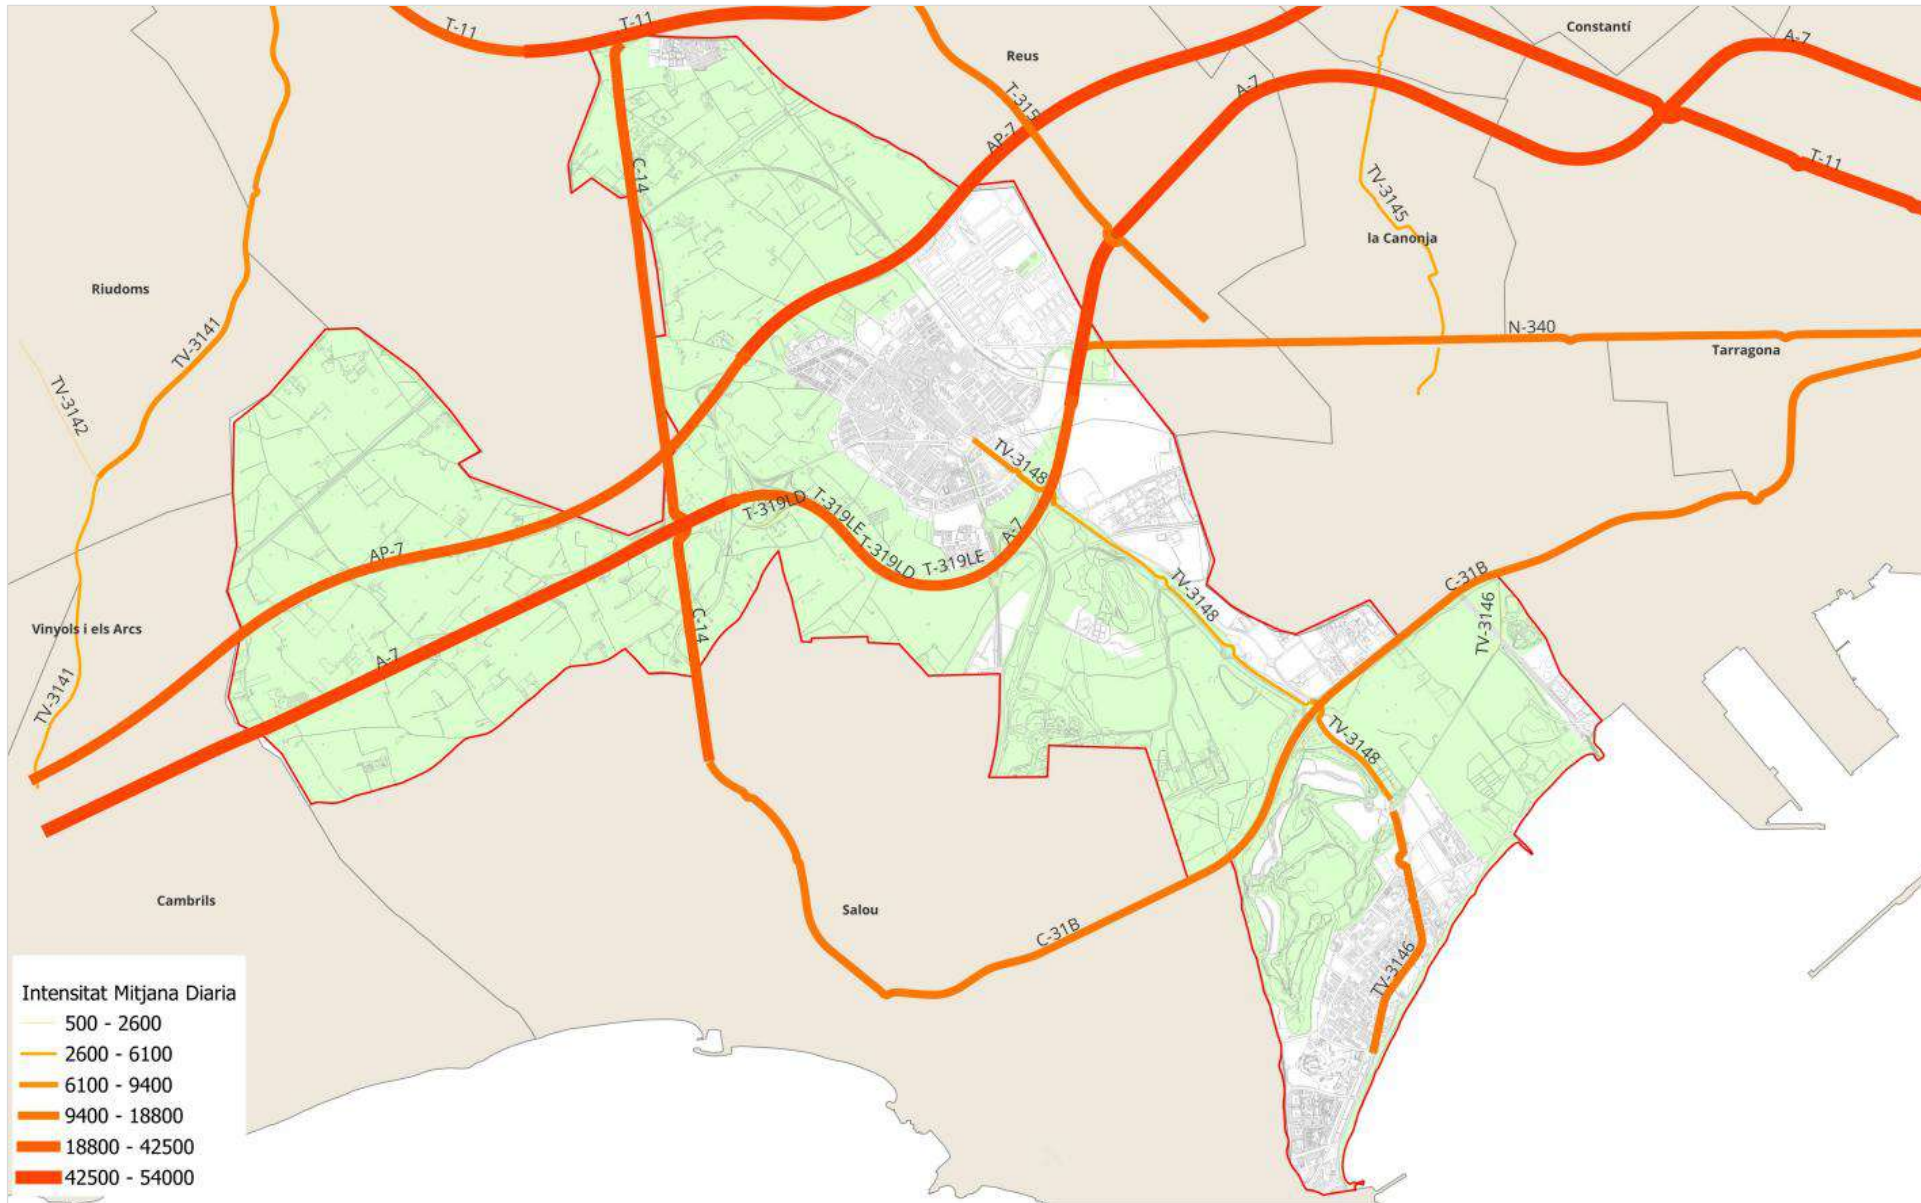 T-11
T-11
Constantí
A-7
Reus
A-7
T-315
AP-7
T-11
C-14
TV-3145
la Canonja
Riudoms
N-340
TV-3141
Tarragona
TV-3142
TV-3148
T-319LD
T-319LE
A-7
T-319LD
T-319LE
AP-7
C-31B
TV-3148
TV-3146
C-14
Vinyols i els Arcs
A-7
TV-3141
TV-3148
Cambrils
Salou
C-31B
TV-3146
Intensitat Mitjana Diaria
500 - 2600
2600 - 6100
6100 - 9400
9400 - 18800
18800 - 42500
42500 - 54000